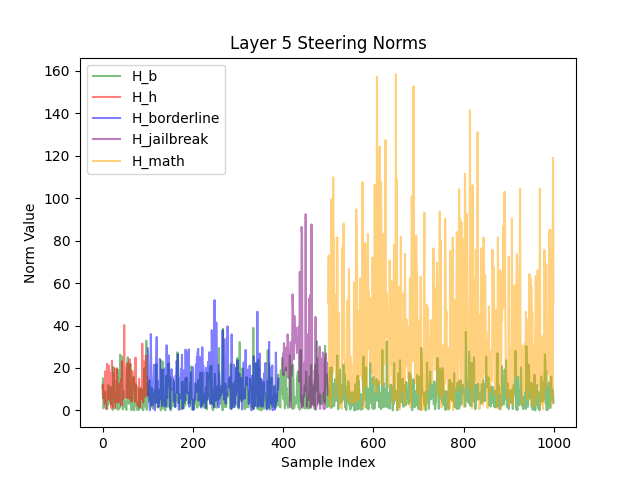 Layer 5 Steering Norms
H_b
H_h
H_borderline
H_jailbreak
H_math
Norm Value
160
140
120
100
80
60
40
20
0
0 200 400 600 800 1000
Sample Index